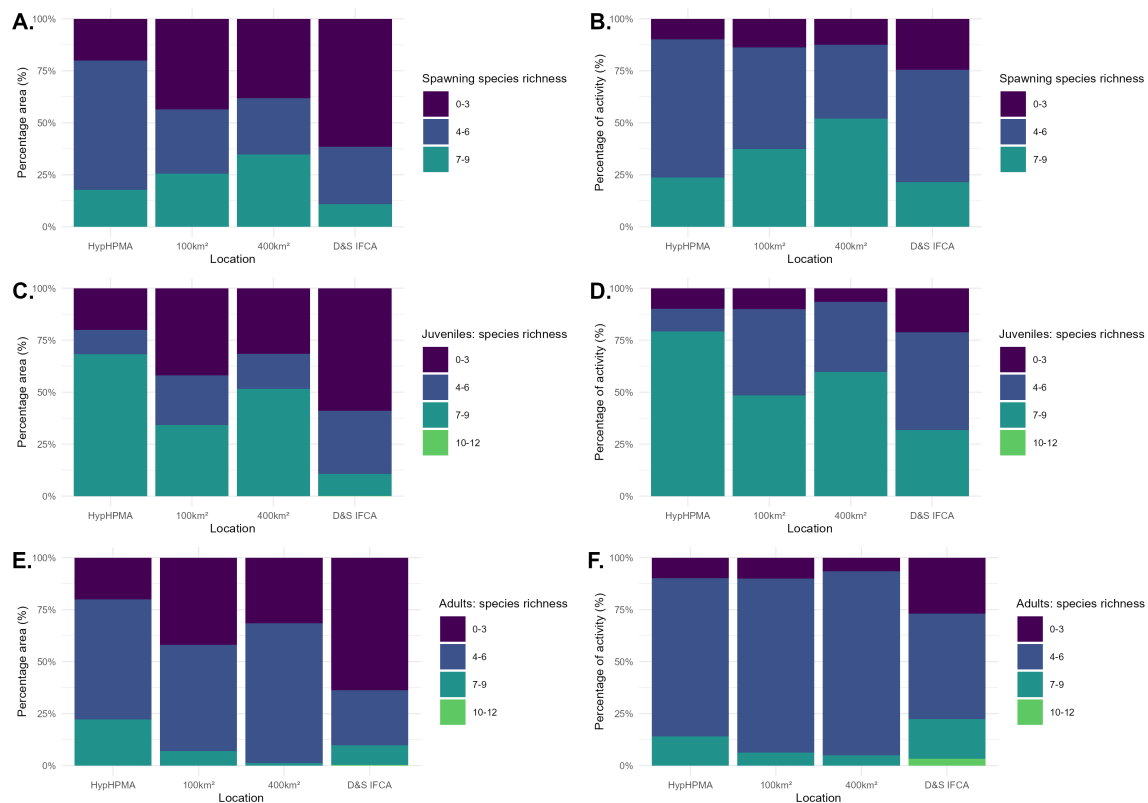 A.
100%
75%
50%
25%
0%
Percentage area (%)
HypHPMA
100km²
400km²
D&S IFCA
Location
Spawning species richness
0-3
4-6
7-9
B.
100%
75%
50%
25%
0%
Percentage of activity (%)
HypHPMA
100km²
400km²
D&S IFCA
Location
Spawning species richness
0-3
4-6
7-9
C.
100%
75%
50%
25%
0%
Percentage area (%)
HypHPMA
100km²
400km²
D&S IFCA
Location
Juveniles: species richness
0-3
4-6
7-9
10-12
D.
100%
75%
50%
25%
0%
Percentage of activity (%)
HypHPMA
100km²
400km²
D&S IFCA
Location
Juveniles: species richness
0-3
4-6
7-9
10-12
E.
100%
75%
50%
25%
0%
Percentage area (%)
HypHPMA
100km²
400km²
D&S IFCA
Location
Adults: species richness
0-3
4-6
7-9
10-12
F.
100%
75%
50%
25%
0%
Percentage of activity (%)
HypHPMA
100km²
400km²
D&S IFCA
Location
Adults: species richness
0-3
4-6
7-9
10-12